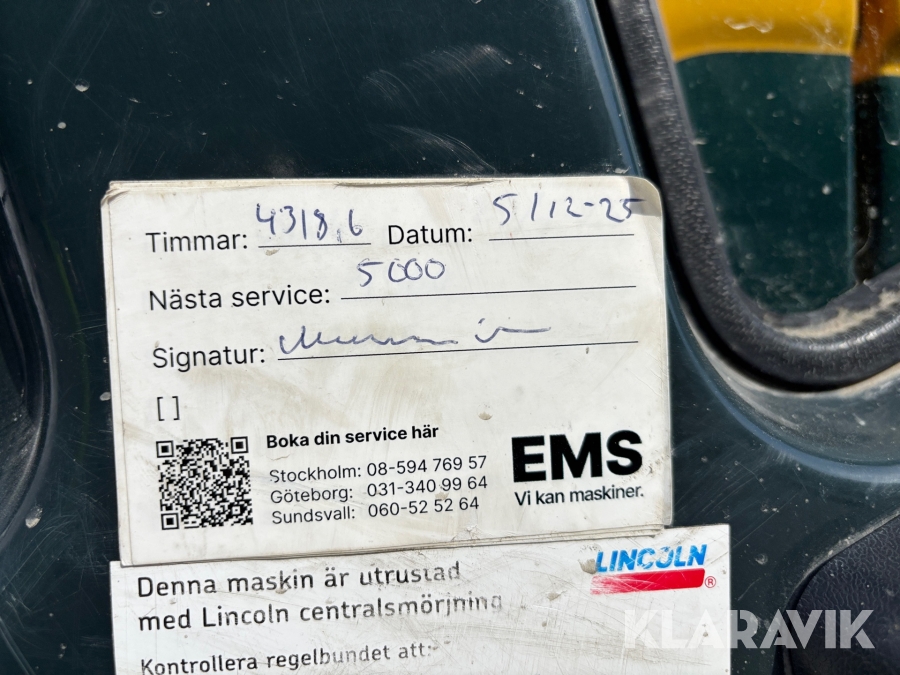 Timmar: 4318,6 Datum: 5/12-25
Nästa service: 5000
Signatur:
[ ]
Boka din service här
Stockholm: 08-594 769 57
Göteborg: 031-340 99 64
Sundsvall: 060-52 52 64
EMS
Vi kan maskiner.
LINCOLN
®
Denna maskin är utrustad
med Lincoln centralsmörjning
Kontrollera regelbundet att:
KLARAVIK